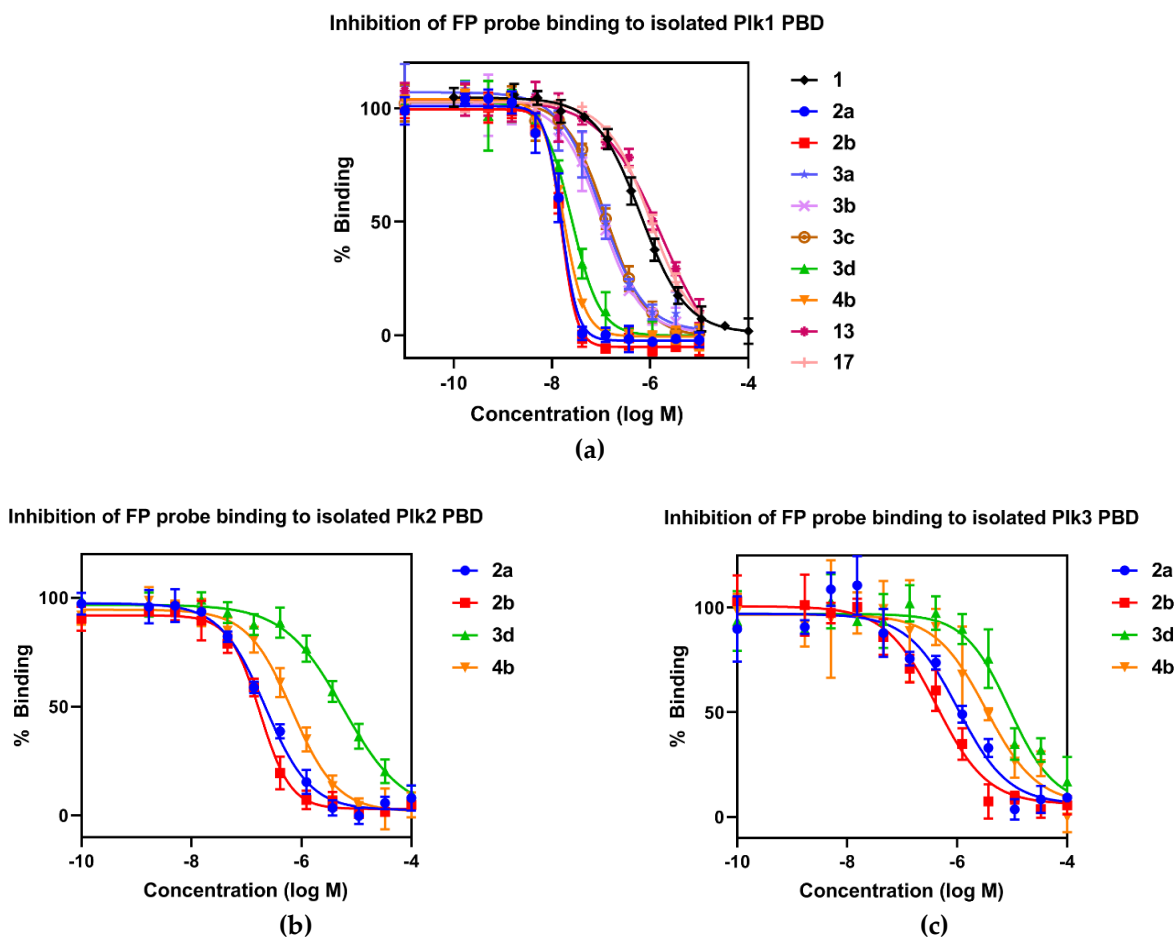 Inhibition of FP probe binding to isolated Plk1 PBD
% Binding
100
50
0
-10
-8
-6
-4
Concentration (log M)
1
2a
2b
3a
3b
3c
3d
4b
13
17
(a)
Inhibition of FP probe binding to isolated Plk2 PBD
% Binding
100
50
0
-10
-8
-6
-4
Concentration (log M)
2a
2b
3d
4b
(b)
Inhibition of FP probe binding to isolated Plk3 PBD
% Binding
100
50
0
-10
-8
-6
-4
Concentration (log M)
2a
2b
3d
4b
(c)